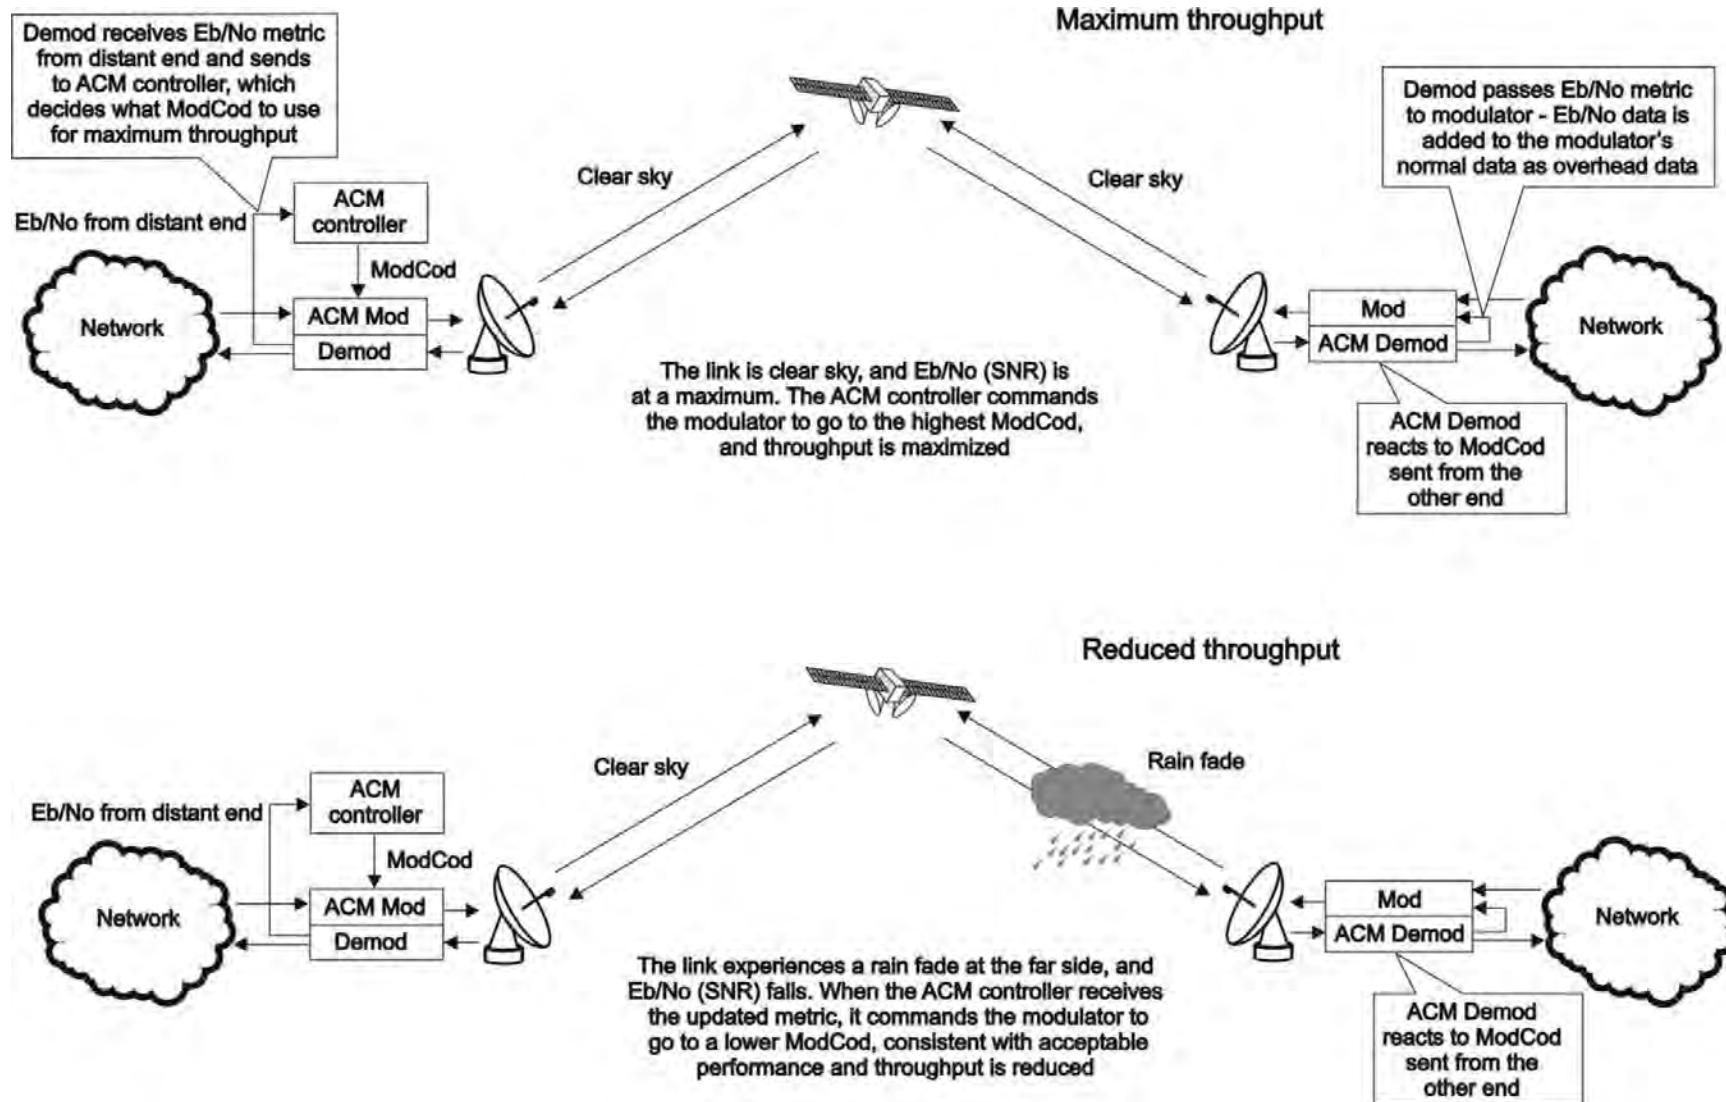 Maximum throughput
Demod receives Eb/No metric
from distant end and sends
to ACM controller, which
decides what ModCod to use
for maximum throughput
Demod passes Eb/No metric
to modulator - Eb/No data is
added to the modulator's
normal data as overhead data
Clear sky
Clear sky
ACM
controller
Eb/No from distant end
ModCod
Network
ACM Mod
Demod
Mod
ACM Demod
Network
The link is clear sky, and Eb/No (SNR) is
at a maximum. The ACM controller commands
the modulator to go to the highest ModCod,
and throughput is maximized
ACM Demod
reacts to ModCod
sent from the
other end
Reduced throughput
Clear sky
Rain fade
ACM
controller
Eb/No from distant end
ModCod
Network
ACM Mod
Demod
Mod
ACM Demod
Network
The link experiences a rain fade at the far side, and
Eb/No (SNR) falls. When the ACM controller receives
the updated metric, it commands the modulator to
go to a lower ModCod, consistent with acceptable
performance and throughput is reduced
ACM Demod
reacts to ModCod
sent from the
other end